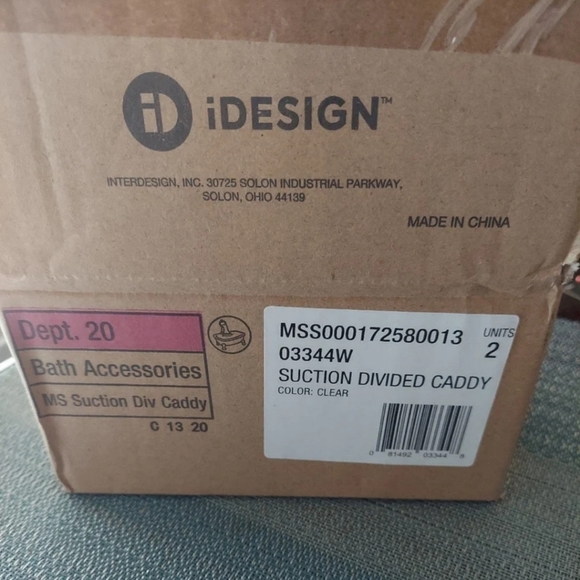 iD iDESIGN™
INTERDESIGN, INC. 30725 SOLON INDUSTRIAL PARKWAY,
SOLON, OHIO 44139
MADE IN CHINA
Dept. 20
Bath Accessories
MS Suction Div Caddy
C 13 20
MSS000172580013
UNITS
2
03344W
SUCTION DIVIDED CADDY
COLOR: CLEAR
0 81492 03344 8